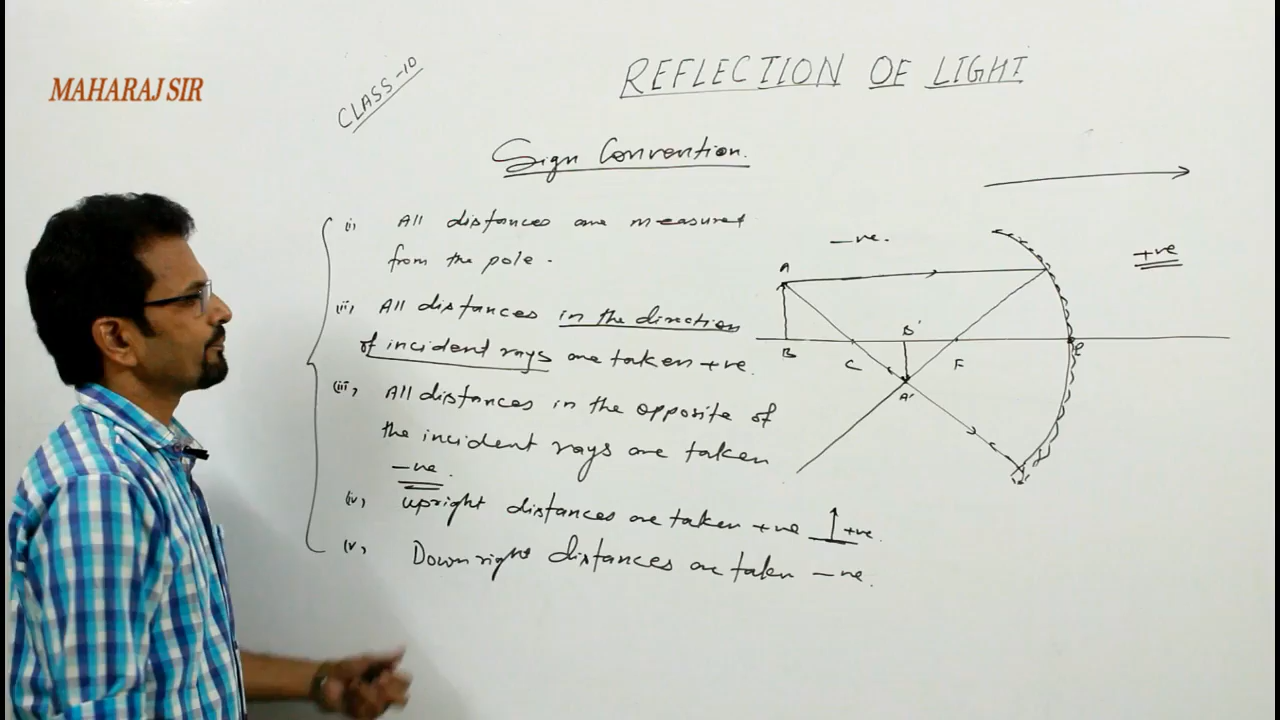 MAHARAJ SIR
CLASS-10
REFLECTION OF LIGHT
Sign Convention.
(i) All distances are measured
from the pole.
(ii) All distances in the direction
of incident rays are taken +ve.
(iii) All distances in the opposite of
the incident rays are taken
-ve.
(iv) upright distances are taken +ve +ve.
(v) Downright distances are taken -ve.
-ve.
+ve
A
B
C
B'
A'
F
P